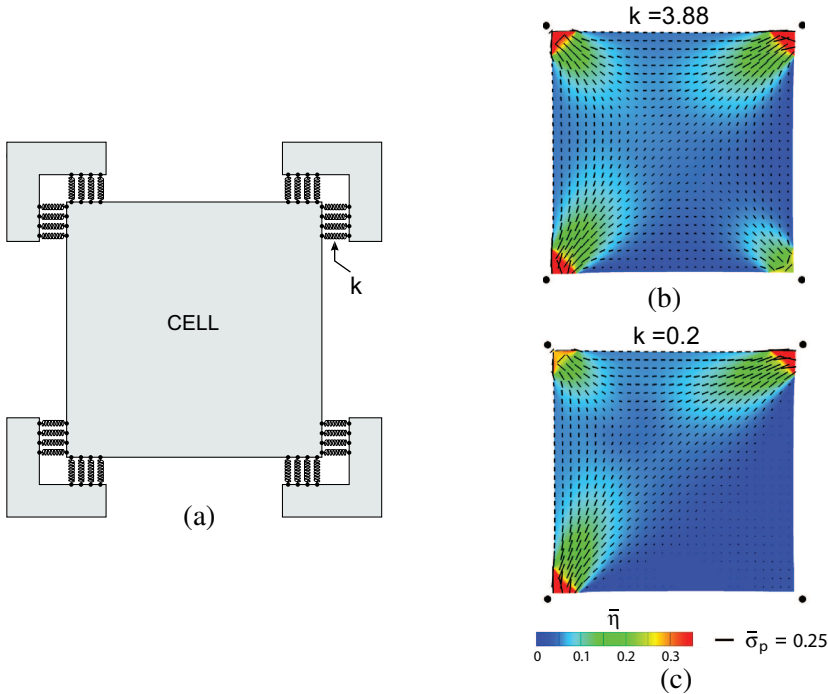 k =3.88
k
CELL
(a)
(b)
k =0.2
η̅
0 0.1 0.2 0.3
σ̅p = 0.25
(c)